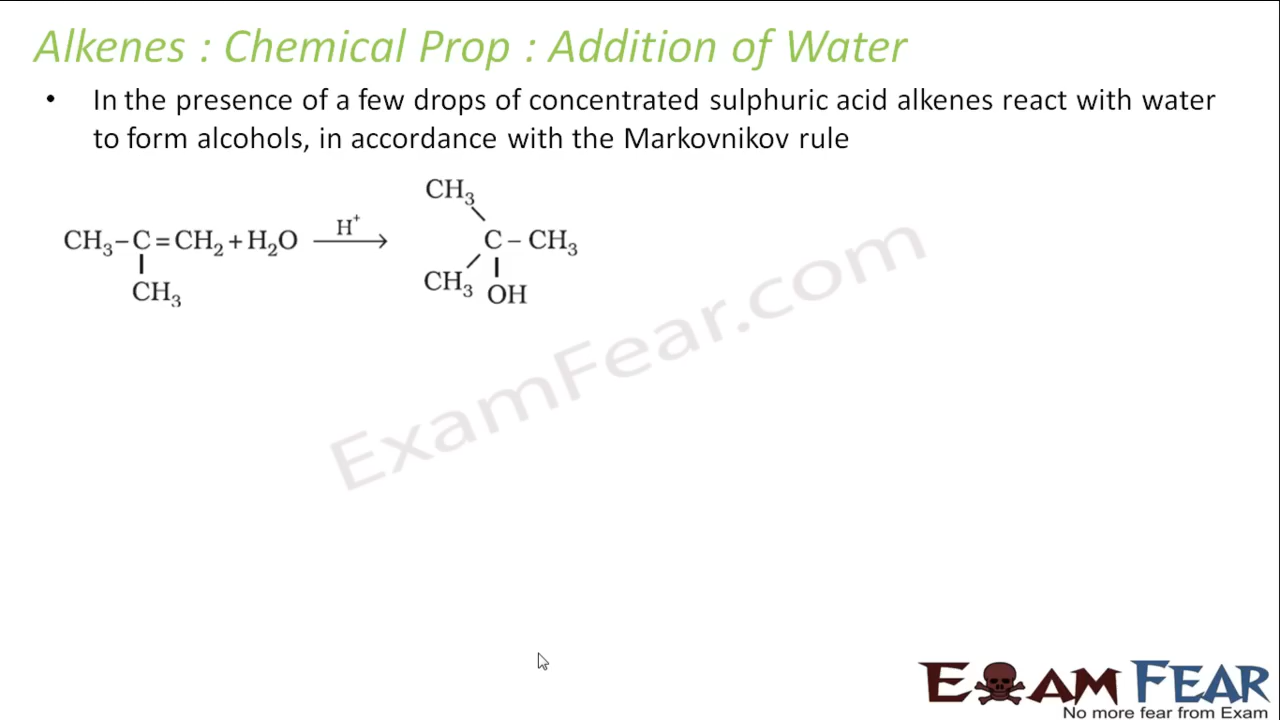 Alkenes : Chemical Prop : Addition of Water
• In the presence of a few drops of concentrated sulphuric acid alkenes react with water
to form alcohols, in accordance with the Markovnikov rule
CH₃
CH₃–C=CH₂+H₂O H⁺ → C – CH₃
CH₃ CH₃ OH
ExamFear.com
EXAM FEAR
No more fear from Exam